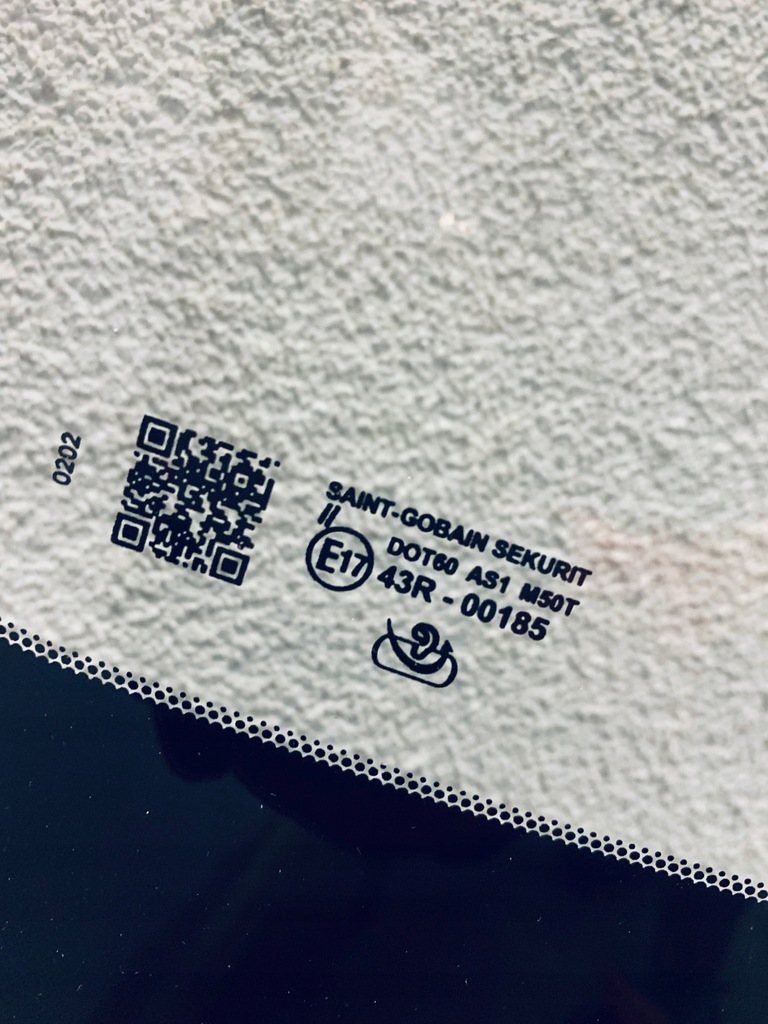 0202
SAINT-GOBAIN SEKURIT
//
E17
DOT60 AS1 M50T
43R - 00185